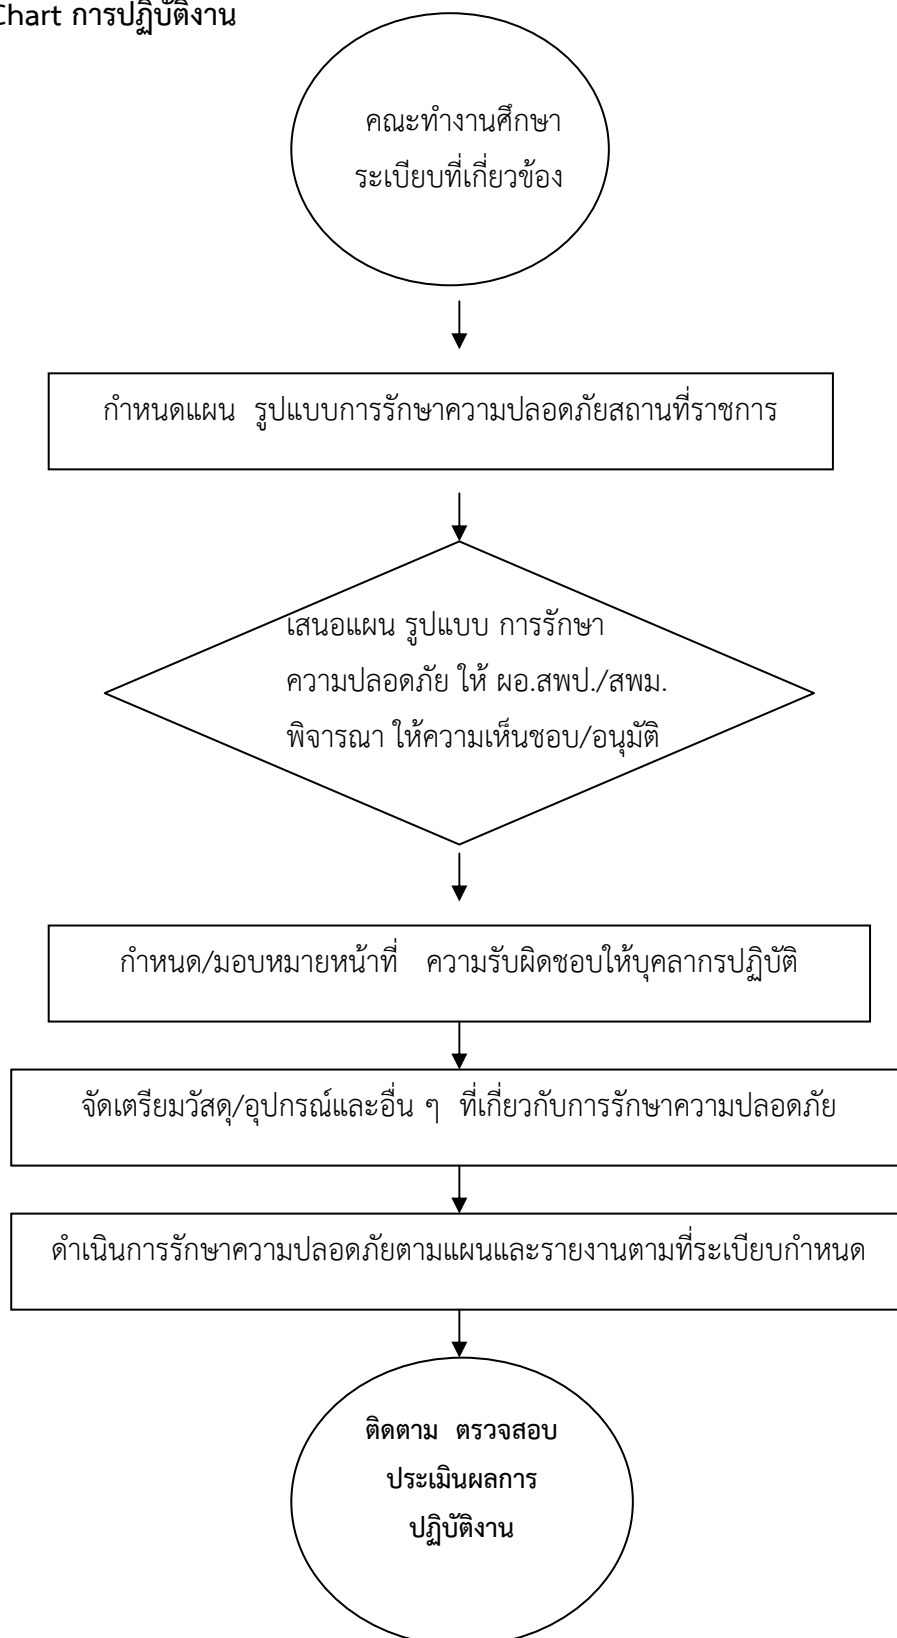 Chart การปฏิบัติงาน
คณะทำงานศึกษา
ระเบียบที่เกี่ยวข้อง
กำหนดแผน รูปแบบการรักษาความปลอดภัยสถานที่ราชการ
เสนอแผน รูปแบบ การรักษา
ความปลอดภัย ให้ ผอ.สพป./สพม.
พิจารณา ให้ความเห็นชอบ/อนุมัติ
กำหนด/มอบหมายหน้าที่ ความรับผิดชอบให้บุคลากรปฏิบัติ
จัดเตรียมวัสดุ/อุปกรณ์และอื่น ๆ ที่เกี่ยวกับการรักษาความปลอดภัย
ดำเนินการรักษาความปลอดภัยตามแผนและรายงานตามที่ระเบียบกำหนด
ติดตาม ตรวจสอบ
ประเมินผลการ
ปฏิบัติงาน